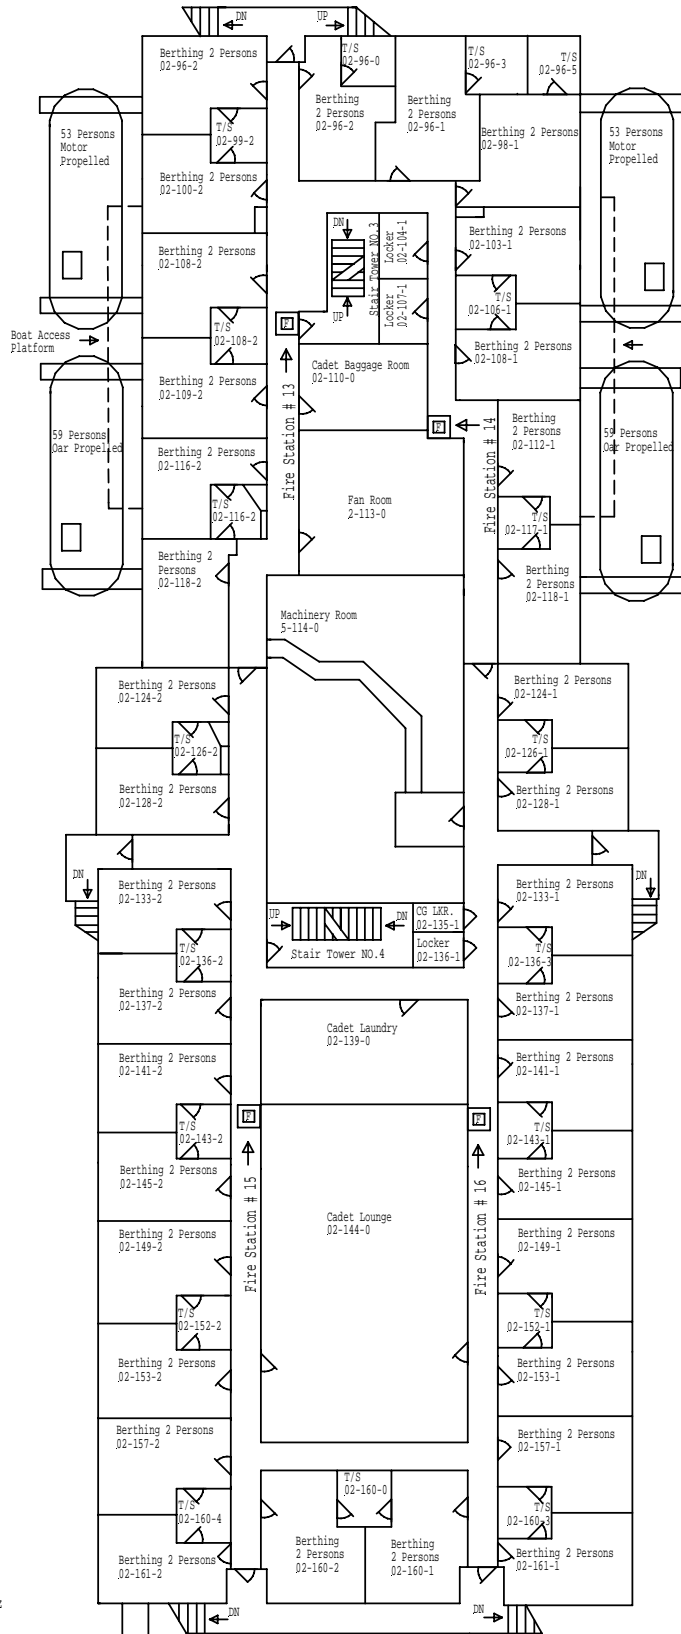 DN
UP
Berthing 2 Persons
02-96-2
T/S
02-96-0
T/S
02-96-3
T/S
02-96-5
Berthing
2 Persons
02-96-2
Berthing
2 Persons
02-96-1
53 Persons
Motor
Propelled
T/S
02-99-2
Berthing 2 Persons
02-98-1
53 Persons
Motor
Propelled
Berthing 2 Persons
02-100-2
DN
Stair Tower NO.3
UP
Locker
02-104-1
Berthing 2 Persons
02-103-1
Berthing 2 Persons
02-108-2
Locker
02-107-1
T/S
02-106-1
Boat Access
Platform
T/S
02-108-2
F
Berthing 2 Persons
02-108-1
Cadet Baggage Room
02-110-0
Berthing 2 Persons
02-109-2
Fire Station # 13
59 Persons
Oar Propelled
Berthing 2 Persons
02-116-2
F
Fire Station # 14
Berthing
2 Persons
02-112-1
59 Persons
Oar Propelled
T/S
02-116-2
Fan Room
2-113-0
T/S
02-117-1
Berthing 2
Persons
02-118-2
Berthing
2 Persons
02-118-1
Machinery Room
5-114-0
Berthing 2 Persons
02-124-2
Berthing 2 Persons
02-124-1
T/S
02-126-2
T/S
02-126-1
Berthing 2 Persons
02-128-2
Berthing 2 Persons
02-128-1
DN
Berthing 2 Persons
02-133-2
UP
DN
CG LKR.
02-135-1
Berthing 2 Persons
02-133-1
DN
T/S
02-136-2
Stair Tower NO.4
Locker
02-136-1
T/S
02-136-3
Berthing 2 Persons
02-137-2
Berthing 2 Persons
02-137-1
Cadet Laundry
02-139-0
Berthing 2 Persons
02-141-2
Berthing 2 Persons
02-141-1
T/S
02-143-2
F
F
T/S
02-143-1
Berthing 2 Persons
02-145-2
Fire Station # 15
Fire Station # 16
Berthing 2 Persons
02-145-1
Cadet Lounge
02-144-0
Berthing 2 Persons
02-149-2
Berthing 2 Persons
02-149-1
T/S
02-152-2
T/S
02-152-1
Berthing 2 Persons
02-153-2
Berthing 2 Persons
02-153-1
Berthing 2 Persons
02-157-2
Berthing 2 Persons
02-157-1
T/S
02-160-4
T/S
02-160-0
T/S
02-160-3
Berthing
2 Persons
02-160-2
Berthing
2 Persons
02-160-1
Berthing 2 Persons
02-161-2
Berthing 2 Persons
02-161-1
z
DN
DN